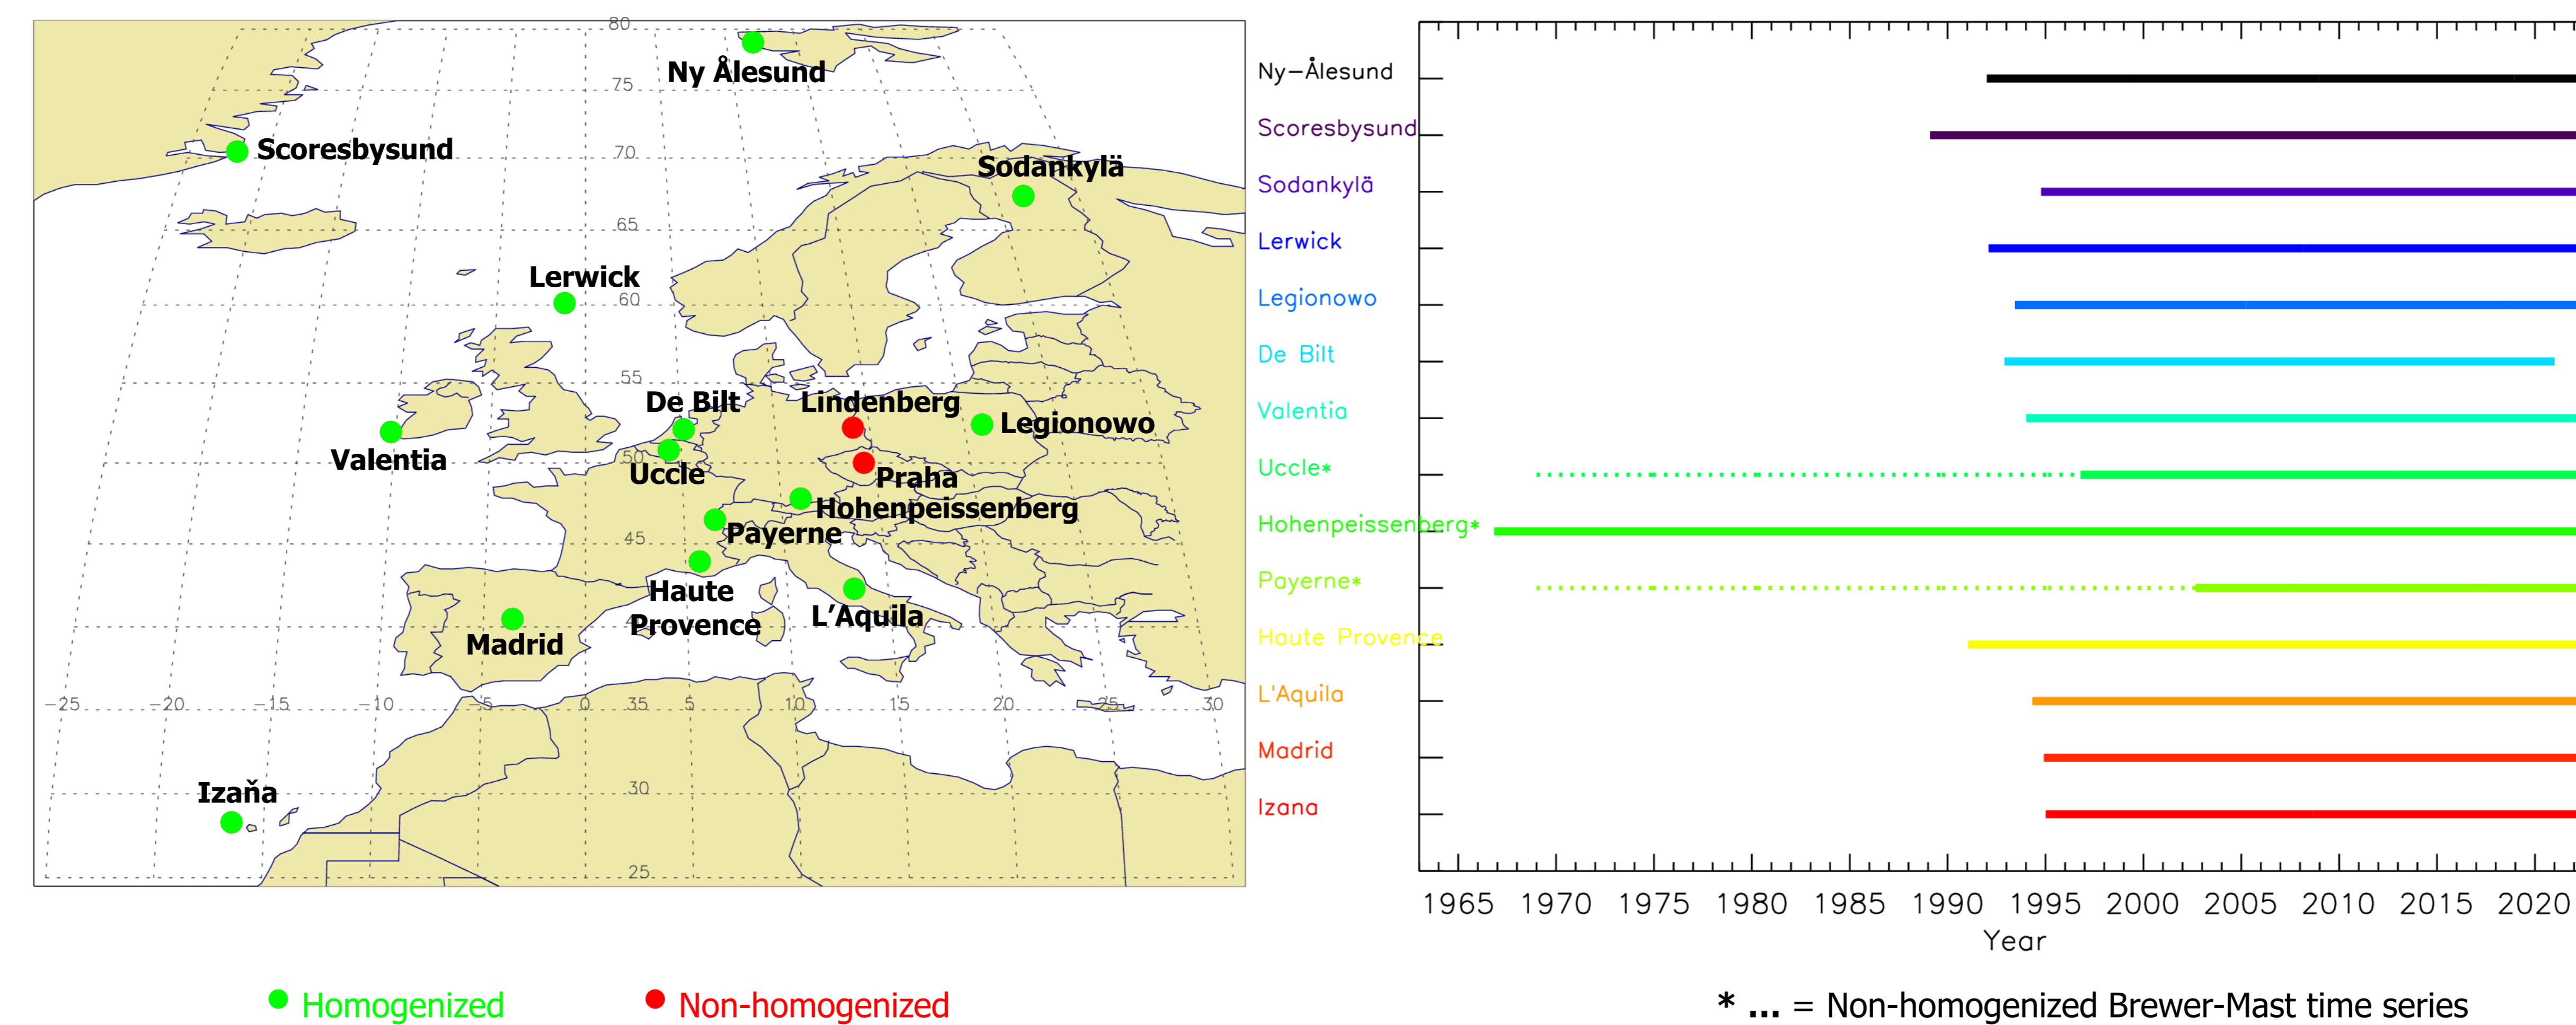 80
Ny Ålesund
75
Scoresbysund
70
Sodankylä
65
Lerwick
60
55
De Bilt
Lindenberg
Legionowo
Valentia
50
Uccle
Praha
Hohenpeissenberg
Payerne
45
Haute
Provence
L’Aquila
Madrid
-25 -20 -15 -10 -5 0 35 5 10 15 20 25 30
Izaňa
30
25
Homogenized
Non-homogenized
Ny-Ålesund
Scoresbysund
Sodankylä
Lerwick
Legionowo
De Bilt
Valentia
Uccle*
Hohenpeissenberg*
Payerne*
Haute Provence
L'Aquila
Madrid
Izana
1965 1970 1975 1980 1985 1990 1995 2000 2005 2010 2015 2020
Year
* ... = Non-homogenized Brewer-Mast time series